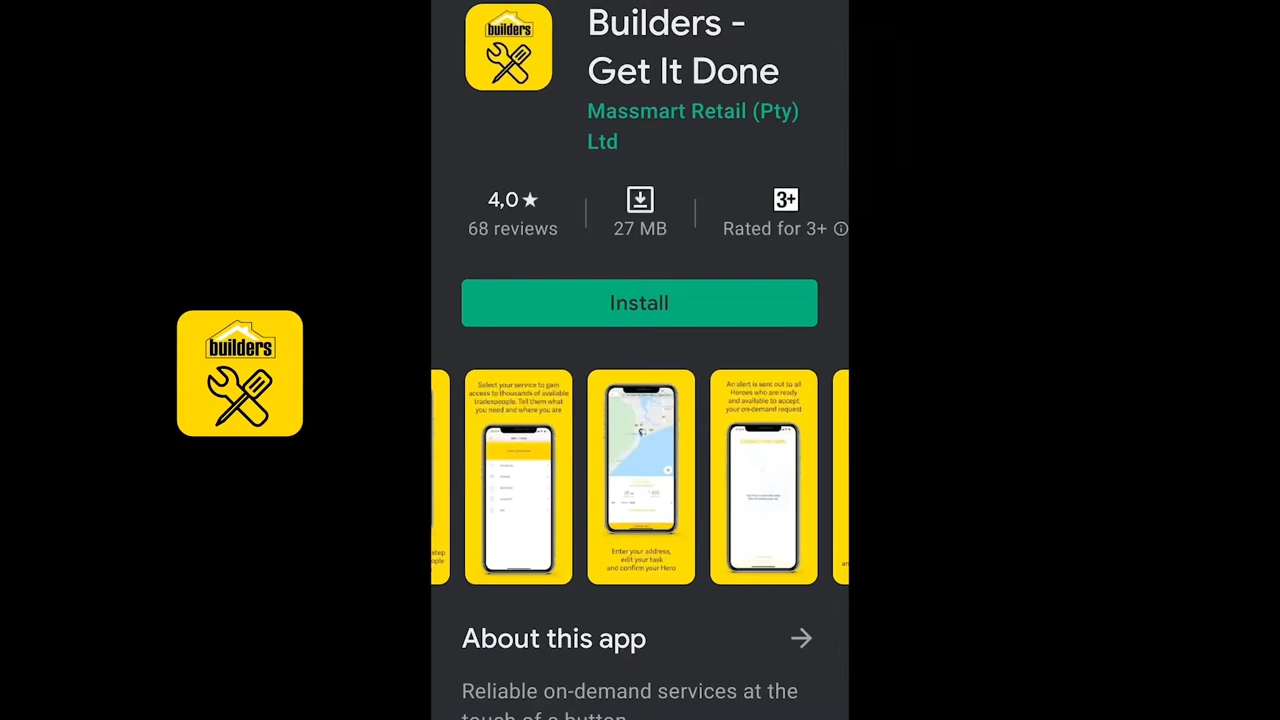 builders
Builders -
Get It Done
Massmart Retail (Pty)
Ltd
4,0★
68 reviews
27 MB
3+
Rated for 3+
Install
builders
Select your service to gain
access to thousands of available
tradespeople. Tell them what
you need and where you are
Enter your address,
edit your task
and confirm your Hero
An alert is sent out to all
Heroes who are ready
and available to accept
your on-demand request
step
About this app
Reliable on-demand services at the
touch of a button